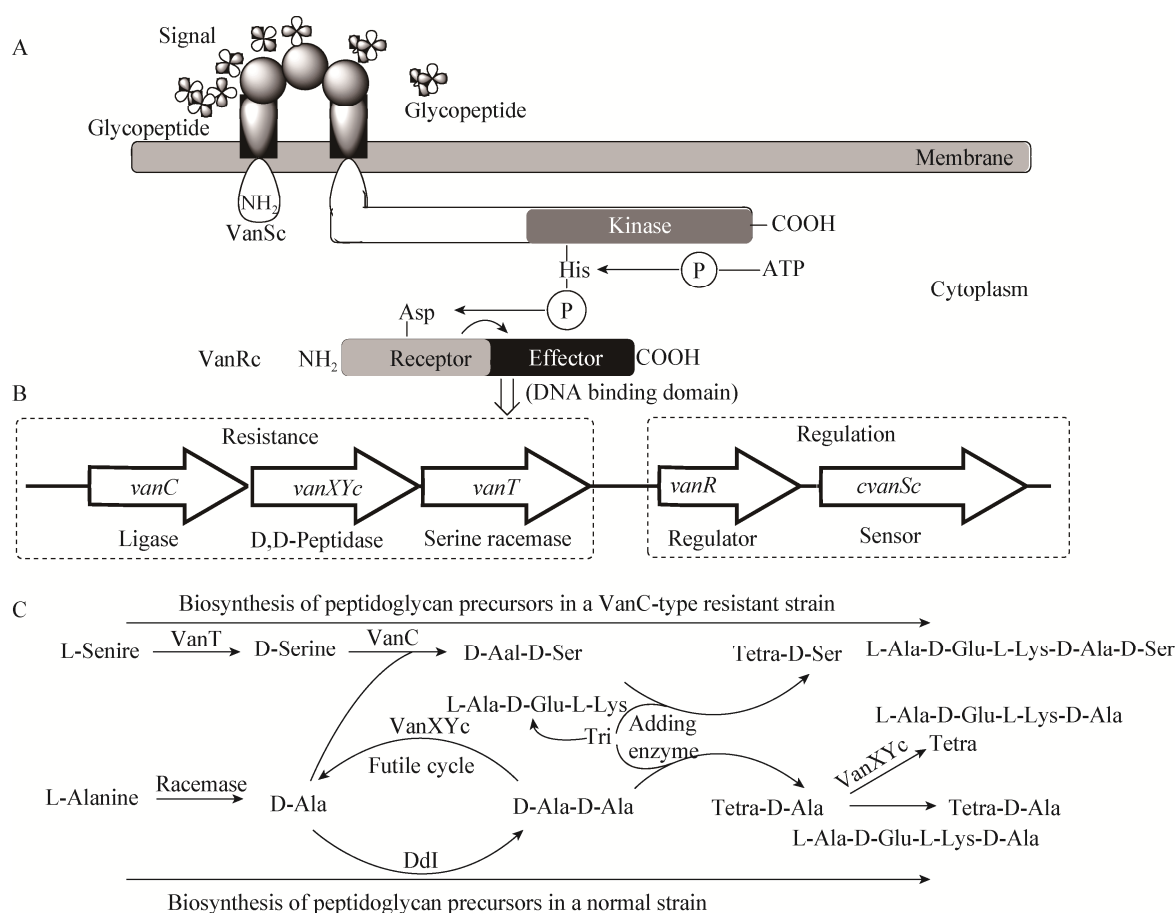 A
Signal
Glycopeptide
Glycopeptide
Membrane
NH2
VanSc
Kinase
COOH
His
P
ATP
Cytoplasm
Asp
P
VanRc
NH2
Receptor
Effector
COOH
(DNA binding domain)
B
Resistance
Regulation
vanC
vanXYc
vanT
vanR
cvanSc
Ligase
D,D-Peptidase
Serine racemase
Regulator
Sensor
C
Biosynthesis of peptidoglycan precursors in a VanC-type resistant strain
L-Senire
VanT
D-Serine
VanC
D-Aal-D-Ser
Tetra-D-Ser
L-Ala-D-Glu-L-Lys-D-Ala-D-Ser
L-Ala-D-Glu-L-Lys
VanXYc
Futile cycle
Tri
Adding
enzyme
L-Ala-D-Glu-L-Lys-D-Ala
Tetra
VanXYc
L-Alanine
Racemase
D-Ala
D-Ala-D-Ala
Tetra-D-Ala
Tetra-D-Ala
L-Ala-D-Glu-L-Lys-D-Ala
DdI
Biosynthesis of peptidoglycan precursors in a normal strain